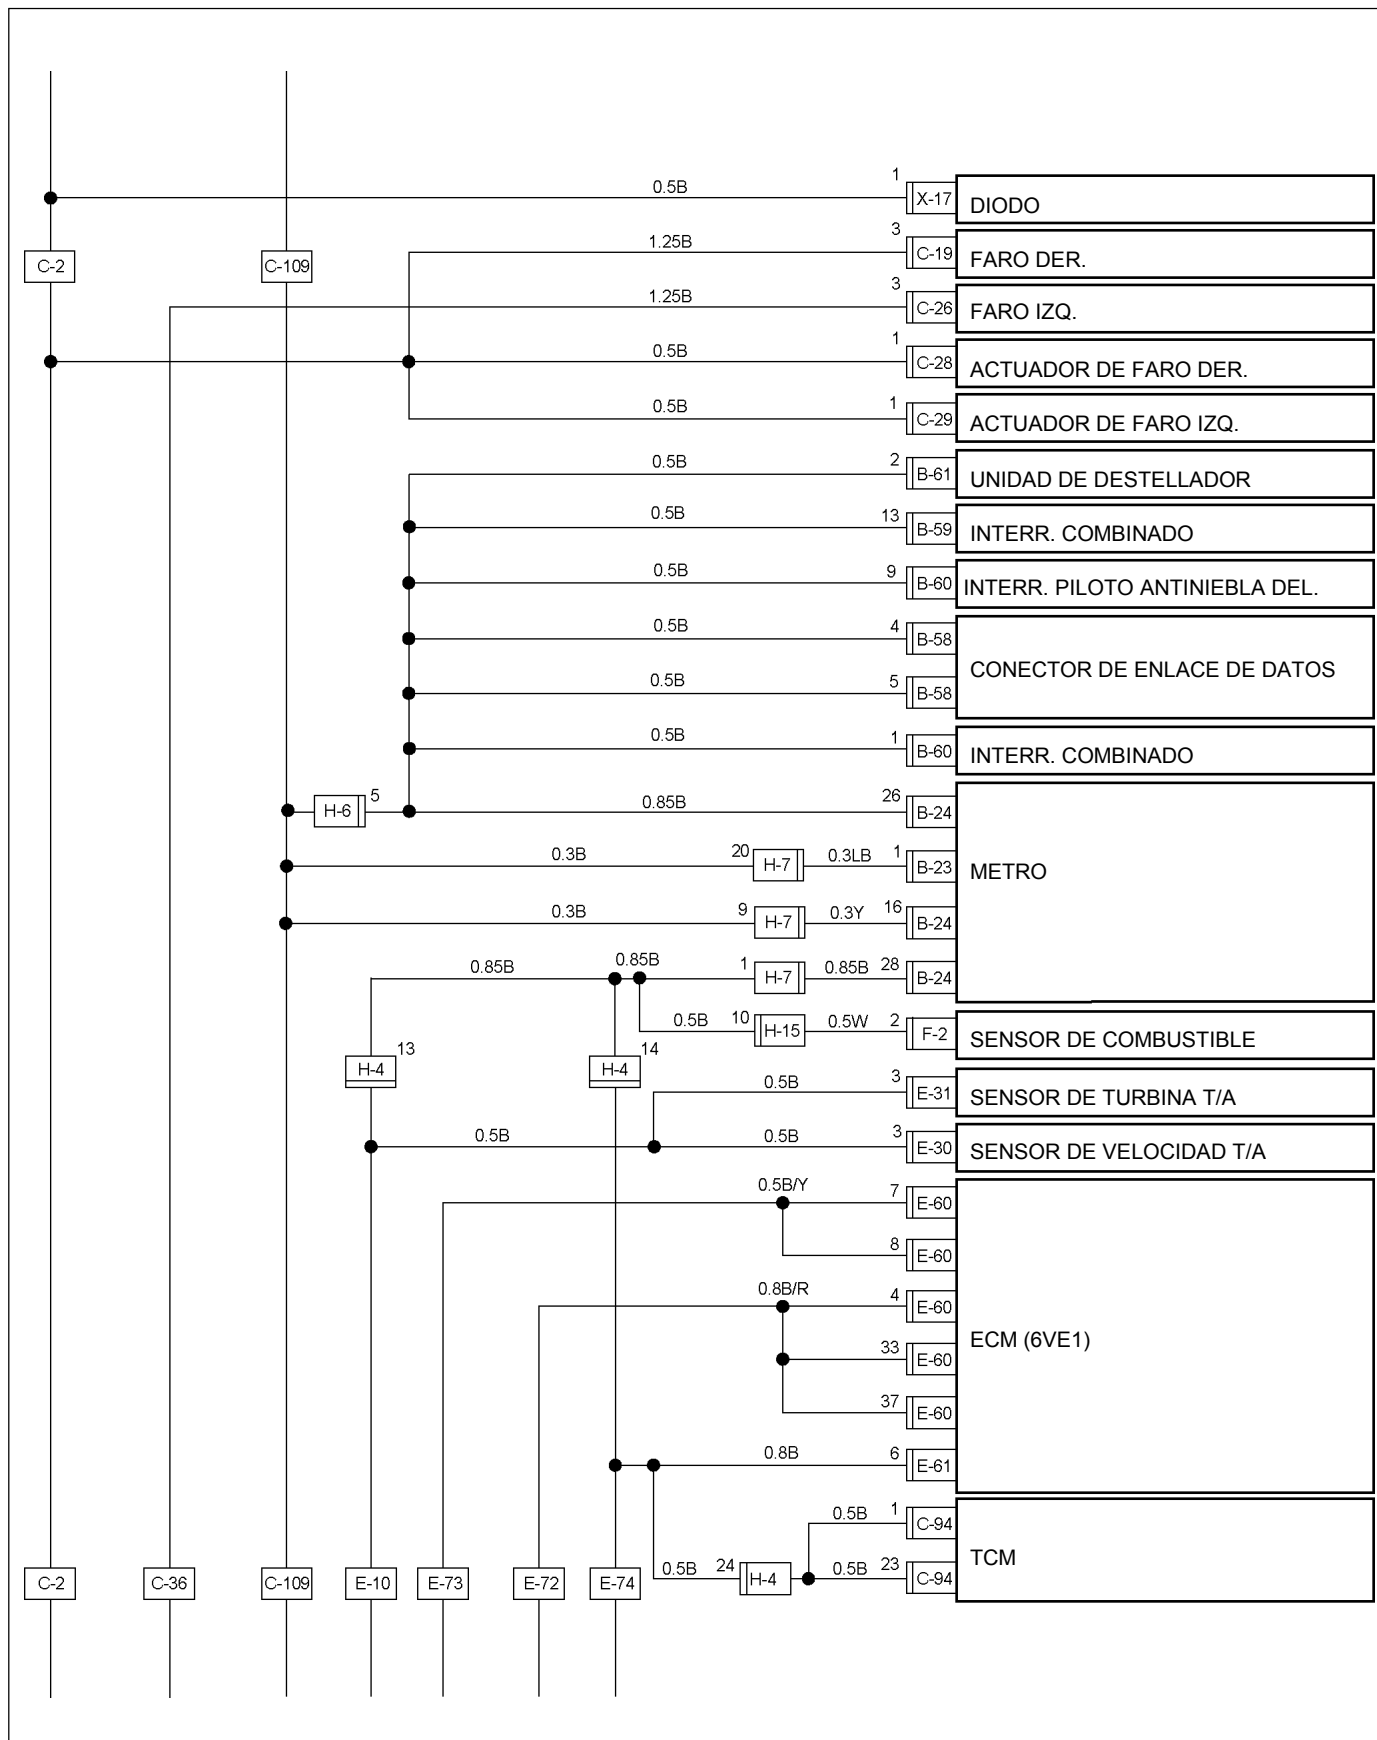 0.5B 1 X-17 DIODO
C-2 C-109 1.25B 3 C-19 FARO DER.
1.25B 3 C-26 FARO IZQ.
0.5B 1 C-28 ACTUADOR DE FARO DER.
0.5B 1 C-29 ACTUADOR DE FARO IZQ.
0.5B 2 B-61 UNIDAD DE DESTELLADOR
0.5B 13 B-59 INTERR. COMBINADO
0.5B 9 B-60 INTERR. PILOTO ANTINIEBLA DEL.
0.5B 4 B-58
CONECTOR DE ENLACE DE DATOS
0.5B 5 B-58
0.5B 1 B-60 INTERR. COMBINADO
H-6 5 0.85B 26 B-24
0.3B 20 H-7 0.3LB 1 B-23 METRO
0.3B 9 H-7 0.3Y 16 B-24
0.85B 0.85B 1 H-7 0.85B 28 B-24
0.5B 10 H-15 0.5W 2 F-2 SENSOR DE COMBUSTIBLE
H-4 13 H-4 14
0.5B 3 E-31 SENSOR DE TURBINA T/A
0.5B 0.5B 3 E-30 SENSOR DE VELOCIDAD T/A
0.5B/Y 7 E-60
8 E-60
0.8B/R 4 E-60
ECM (6VE1)
33 E-60
37 E-60
0.8B 6 E-61
0.5B 1 C-94
TCM
C-2 C-36 C-109 E-10 E-73 E-72 E-74 0.5B 24 H-4 0.5B 23 C-94